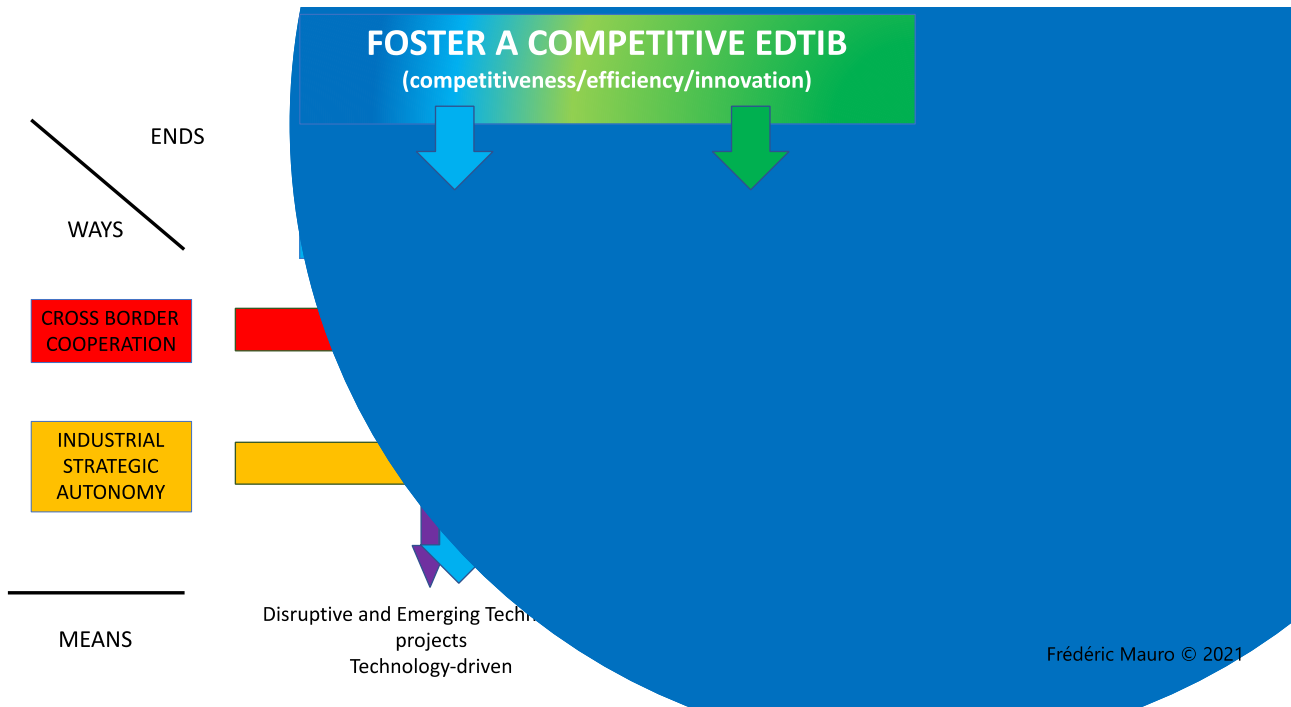 FOSTER A COMPETITIVE EDTIB
(competitiveness/efficiency/innovation)
ENDS
WAYS
CROSS BORDER
COOPERATION
INDUSTRIAL
STRATEGIC
AUTONOMY
MEANS
Disruptive and Emerging
projects
Technology-driven
Frédéric Mauro © 2021